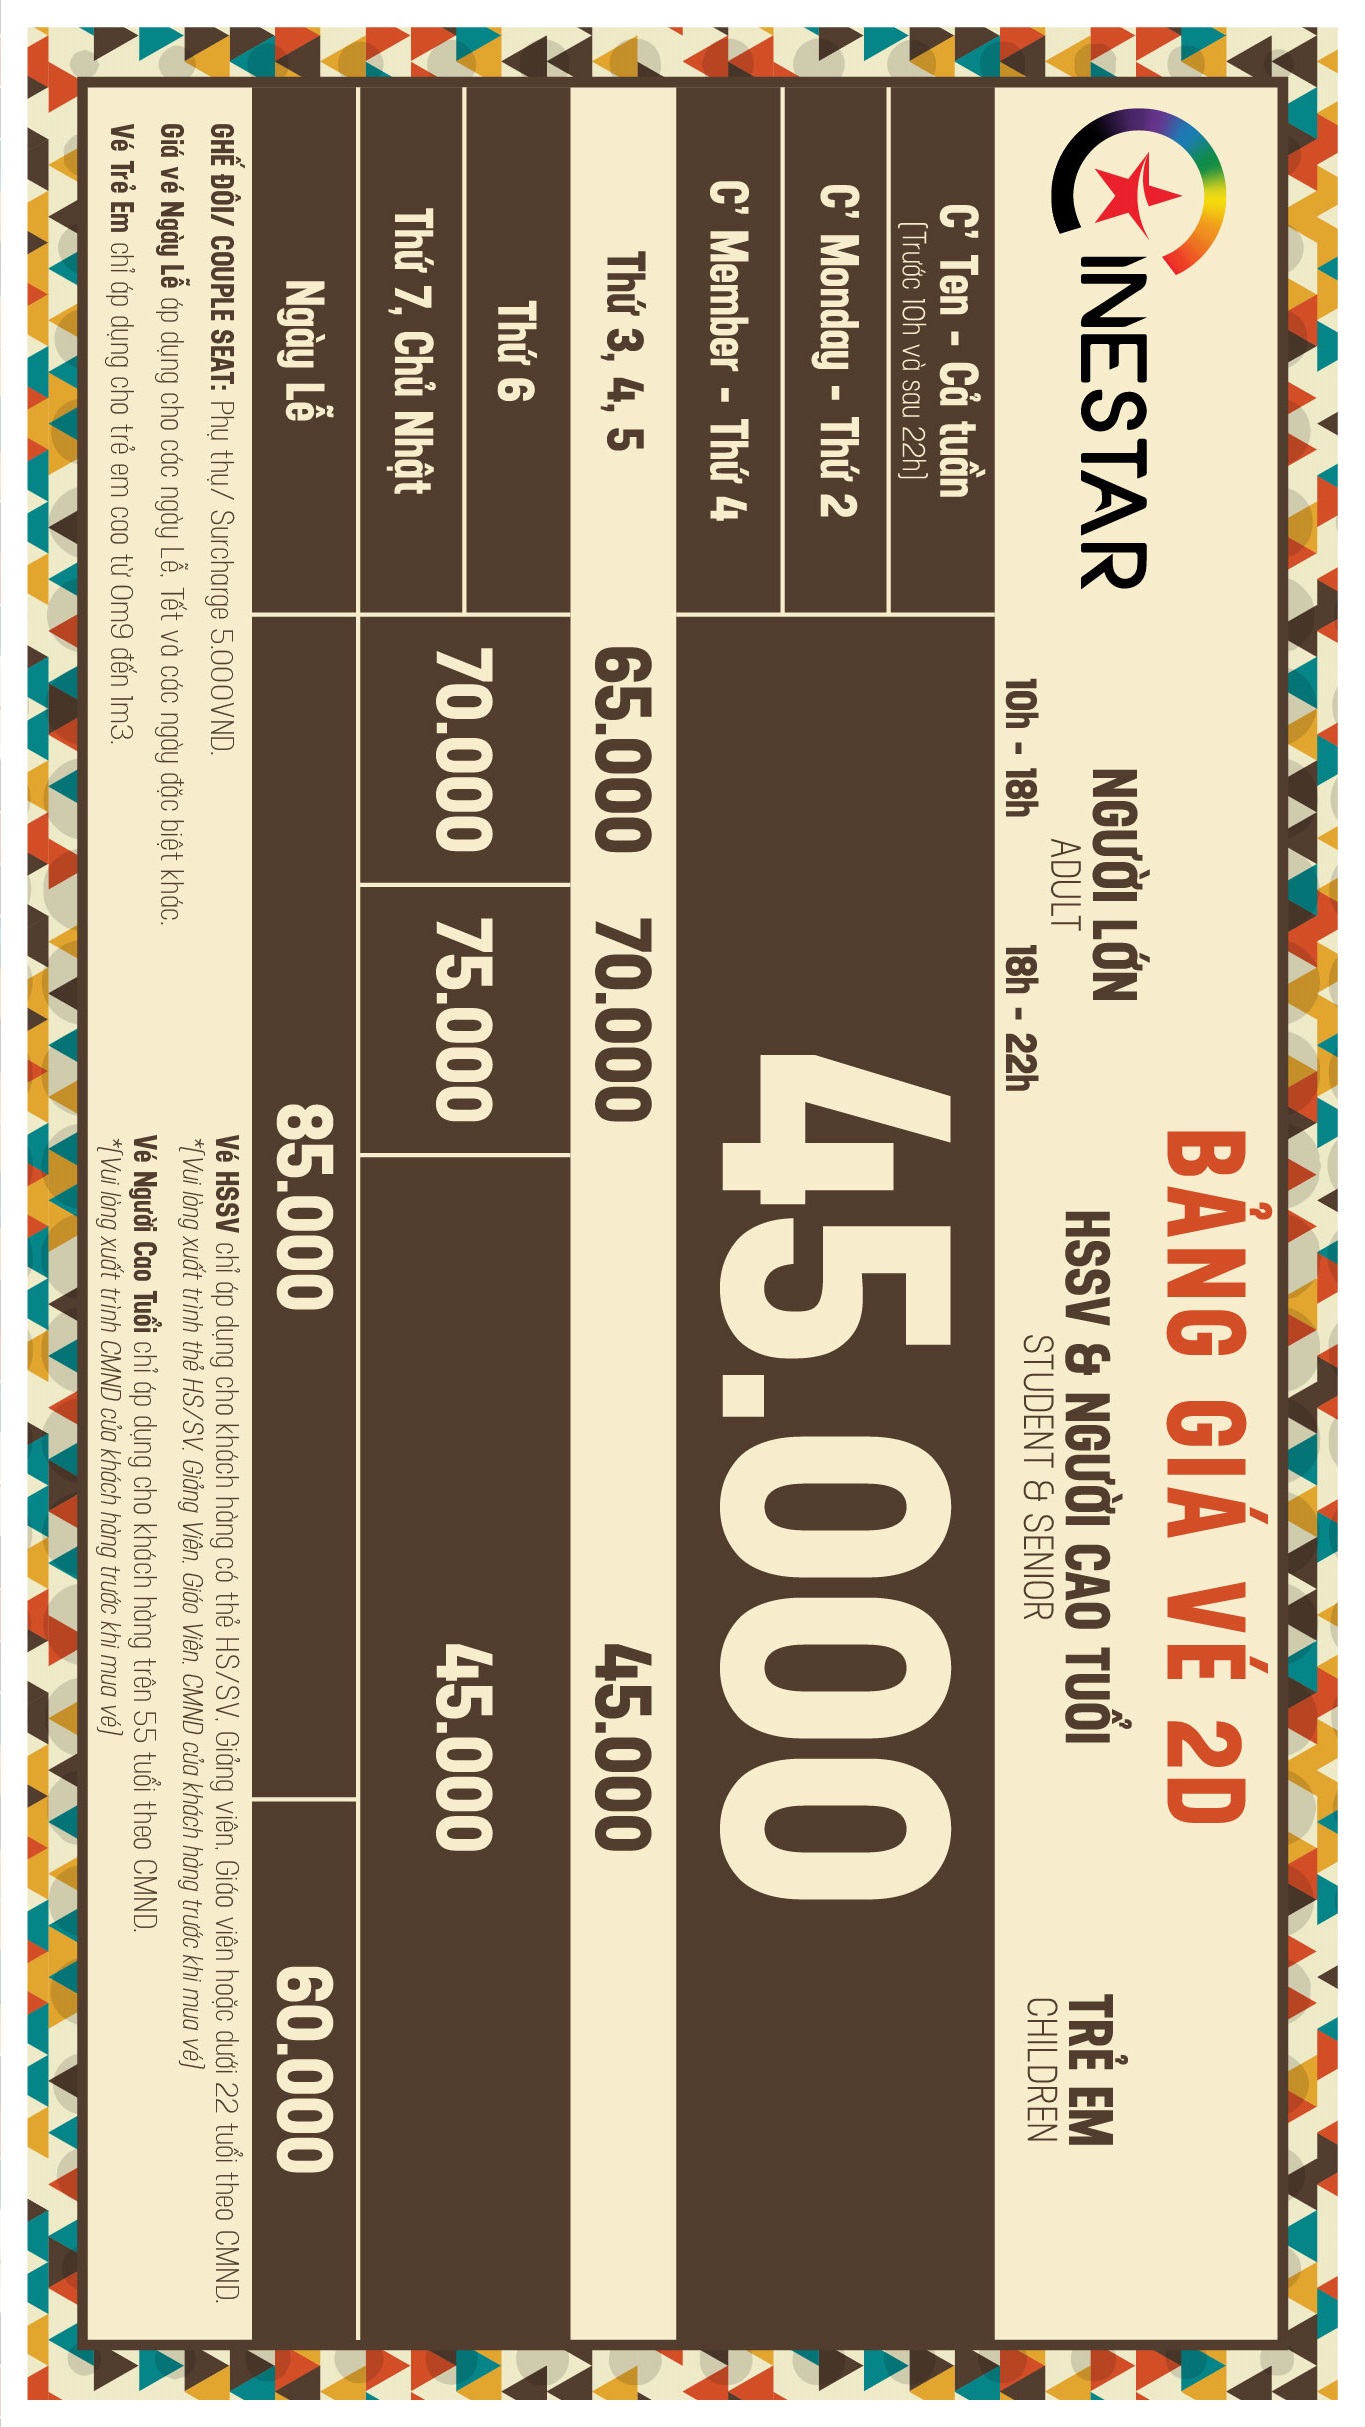 CINESTAR
BẢNG GIÁ VÉ 2D
NGƯỜI LỚN
ADULT
HSSV & NGƯỜI CAO TUỔI
STUDENT & SENIOR
TRẺ EM
CHILDREN
10h - 18h
18h - 22h
C' Ten - Cả tuần
(Trước 10h và sau 22h)
C' Monday - Thứ 2
C' Member - Thứ 4
45.000
Thứ 3, 4, 5
65.000
70.000
45.000
Thứ 6
Thứ 7, Chủ Nhật
70.000
75.000
45.000
Ngày Lễ
85.000
60.000
GHẾ ĐÔI/ COUPLE SEAT: Phụ thụ/ Surcharge 5.000VND.
Giá vé Ngày Lễ áp dụng cho các ngày Lễ, Tết và các ngày đặc biệt khác.
Vé Trẻ Em chỉ áp dụng cho trẻ em cao từ 0m9 đến 1m3.
Vé HSSV chỉ áp dụng cho khách hàng có thẻ HS/SV, Giảng viên, Giáo viên hoặc dưới 22 tuổi theo CMND.
*(Vui lòng xuất trình thẻ HS/SV, Giảng Viên, Giáo Viên, CMND của khách hàng trước khi mua vé)
Vé Người Cao Tuổi chỉ áp dụng cho khách hàng trên 55 tuổi theo CMND.
*(Vui lòng xuất trình CMND của khách hàng trước khi mua vé)